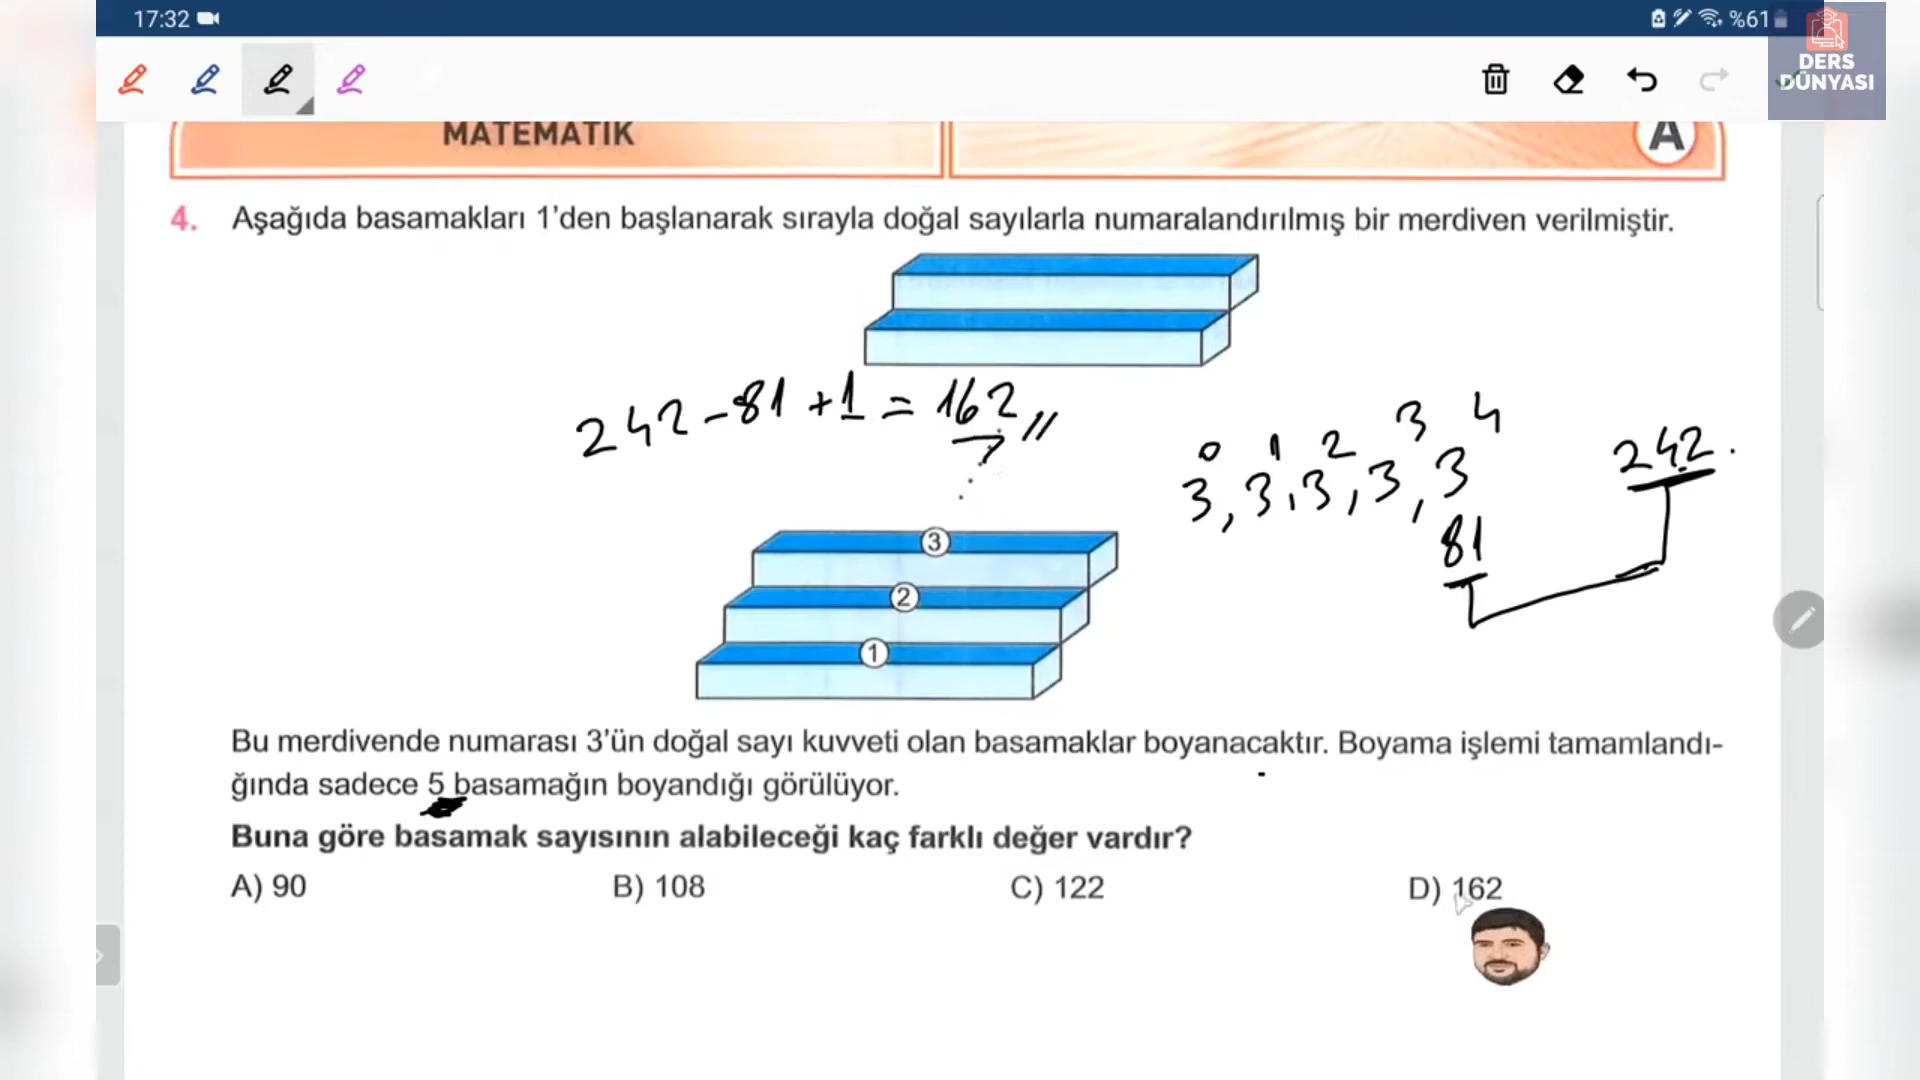 17:32
%61
DERS
DÜNYASI
MATEMATİK
A
4. Aşağıda basamakları 1’den başlanarak sırayla doğal sayılarla numaralandırılmış bir merdiven verilmiştir.
242 - 81 + 1 = 162 //
0 1 2 3 4
3, 3, 3, 3, 3
242.
81
3
2
1
Bu merdivende numarası 3’ün doğal sayı kuvveti olan basamaklar boyanacaktır. Boyama işlemi tamamlandı-
ğında sadece 5 basamağın boyandığı görülüyor.
Buna göre basamak sayısının alabileceği kaç farklı değer vardır?
A) 90 B) 108 C) 122 D) 162